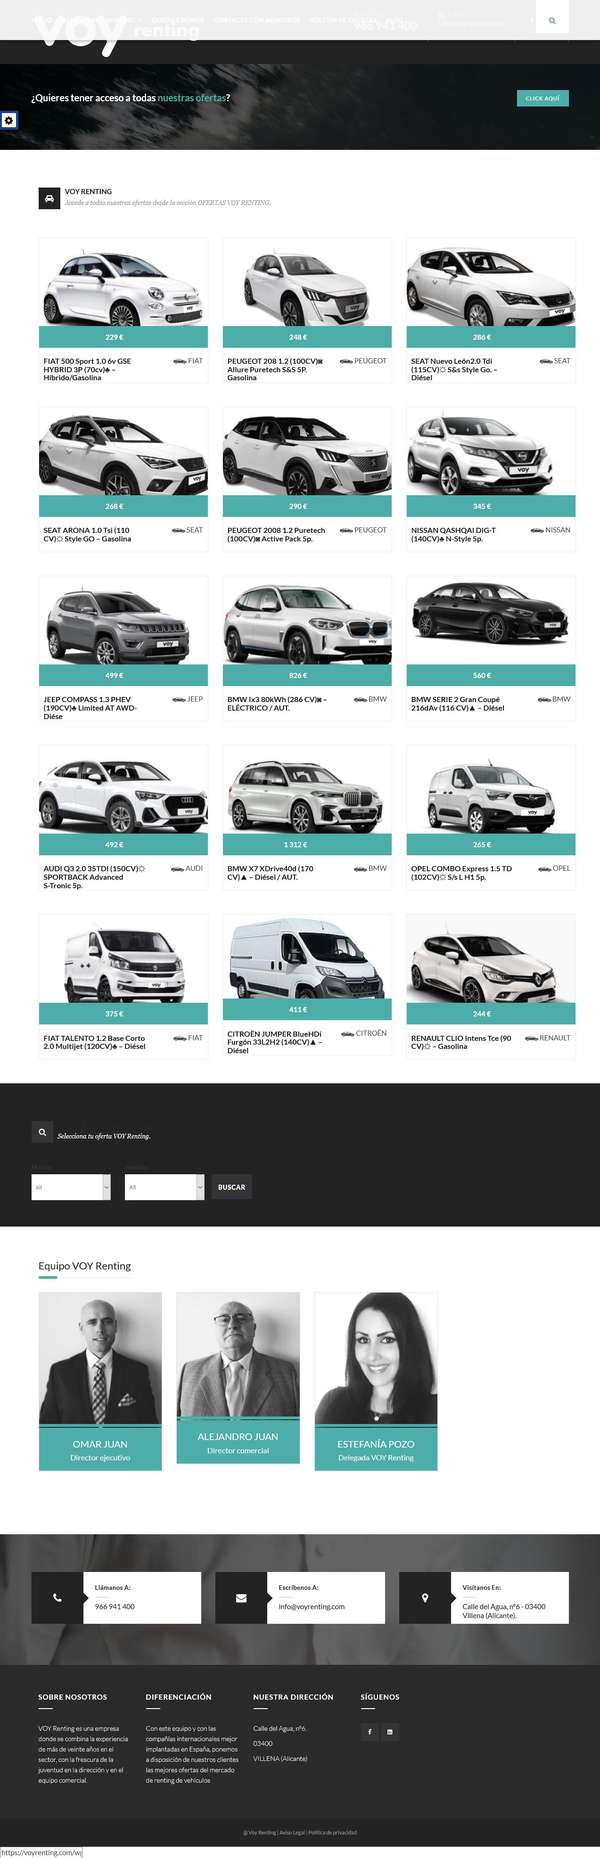 voy renting
966 941 400
¿Quieres tener acceso a todas nuestras ofertas?
CLICK AQUÍ
VOY RENTING
Accede a todas nuestras ofertas desde la sección OFERTAS VOY RENTING.
229 €
248 €
286 €
FIAT 500 Sport 1.0 6v GSE
HYBRID 3P (70cv)♣ –
Híbrido/Gasolina
FIAT
PEUGEOT 208 1.2 (100CV)◙
Allure Puretech S&S 5P.
Gasolina
PEUGEOT
SEAT Nuevo León2.0 Tdi
(115CV)☼ S&s Style Go. –
Diésel
SEAT
voy
voy
voy
268 €
290 €
345 €
SEAT ARONA 1.0 Tsi (110
CV)☼ Style GO – Gasolina
SEAT
PEUGEOT 2008 1.2 Puretech
(100CV)◙ Active Pack 5p.
PEUGEOT
NISSAN QASHQAI DIG-T
(140CV)♣ N-Style 5p.
NISSAN
voy
voy
499 €
826 €
560 €
JEEP COMPASS 1.3 PHEV
(190CV)♣ Limited AT AWD-
Diése
JEEP
BMW Ix3 80kWh (286 CV)◙ –
ELÉCTRICO / AUT.
BMW
BMW SERIE 2 Gran Coupé
216dAv (116 CV)▲ – Diésel
BMW
492 €
1 312 €
265 €
AUDI Q3 2.0 35TDI (150CV)☼
SPORTBACK Advanced
S-Tronic 5p.
AUDI
BMW X7 XDrive40d (170
CV)▲ – Diésel / AUT.
BMW
OPEL COMBO Express 1.5 TD
(102CV)☼ S/s L H1 5p.
OPEL
375 €
411 €
244 €
FIAT TALENTO 1.2 Base Corto
2.0 Multijet (120CV)♣ – Diésel
FIAT
CITROËN JUMPER BlueHDi
Furgón 33L2H2 (140CV)▲ –
Diésel
CITROËN
RENAULT CLIO Intens Tce (90
CV)☼ – Gasolina
RENAULT
Selecciona tu oferta VOY Renting.
All
All
BUSCAR
Equipo VOY Renting
OMAR JUAN
Director ejecutivo
ALEJANDRO JUAN
Director comercial
ESTEFANÍA POZO
Delegada VOY Renting
Llámanos A:
966 941 400
Escríbenos A:
info@voyrenting.com
Visítanos En:
Calle del Agua, nº6 - 03400
Villena (Alicante).
SOBRE NOSOTROS
VOY Renting es una empresa
donde se combina la experiencia
de más de veinte años en el
sector, con la frescura de la
juventud en la dirección y en el
equipo comercial.
DIFERENCIACIÓN
Con este equipo y con las
compañías internacionales mejor
implantadas en España, ponemos
a disposición de nuestros clientes
las mejores ofertas del mercado
de renting de vehículos
NUESTRA DIRECCIÓN
Calle del Agua, nº6.
03400
VILLENA (Alicante)
SÍGUENOS
@ Voy Renting | Aviso Legal | Política de privacidad
https://voyrenting.com/wj